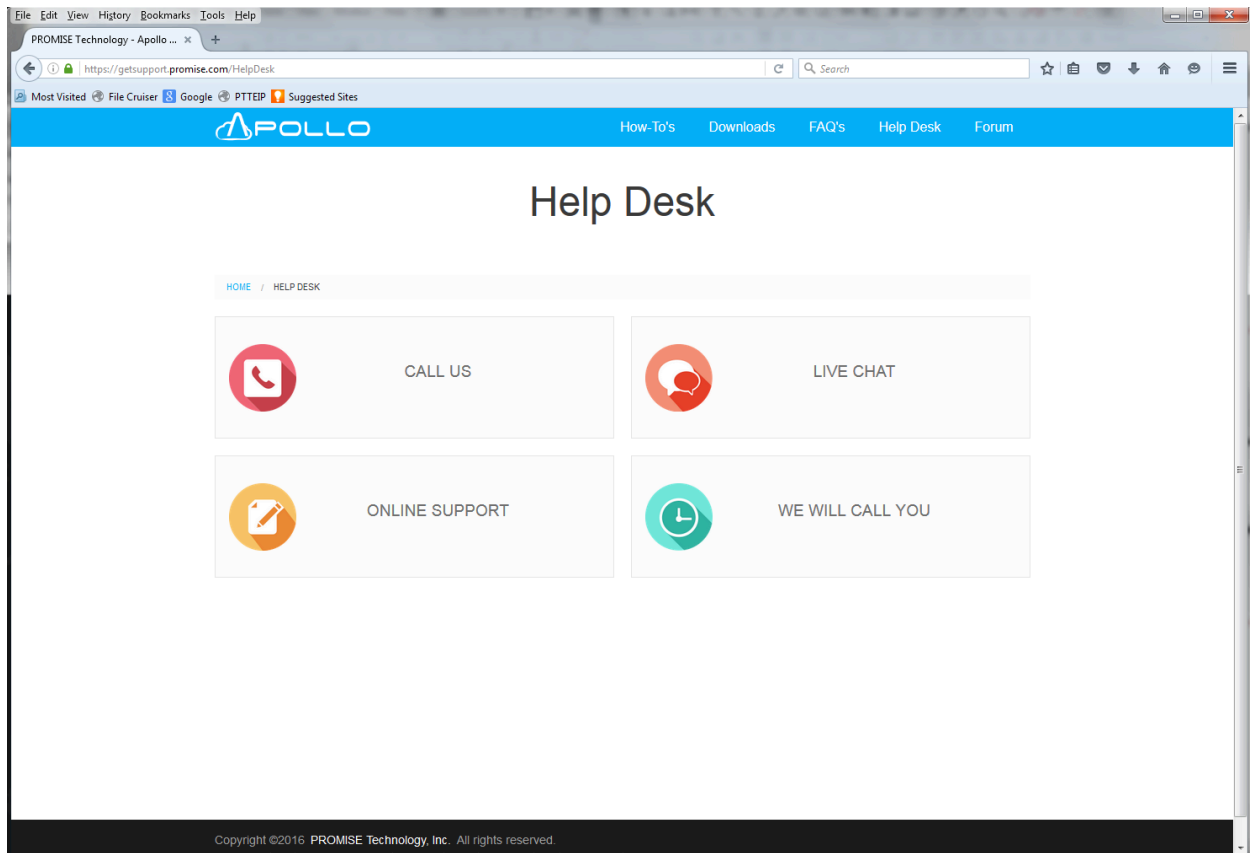 File Edit View History Bookmarks Tools Help
PROMISE Technology - Apollo ... × +
https://getsupport.promise.com/HelpDesk Search
Most Visited File Cruiser Google PTTEIP Suggested Sites
APOLLO How-To's Downloads FAQ's Help Desk Forum
Help Desk
HOME / HELP DESK
CALL US LIVE CHAT
ONLINE SUPPORT WE WILL CALL YOU
Copyright ©2016 PROMISE Technology, Inc. All rights reserved.